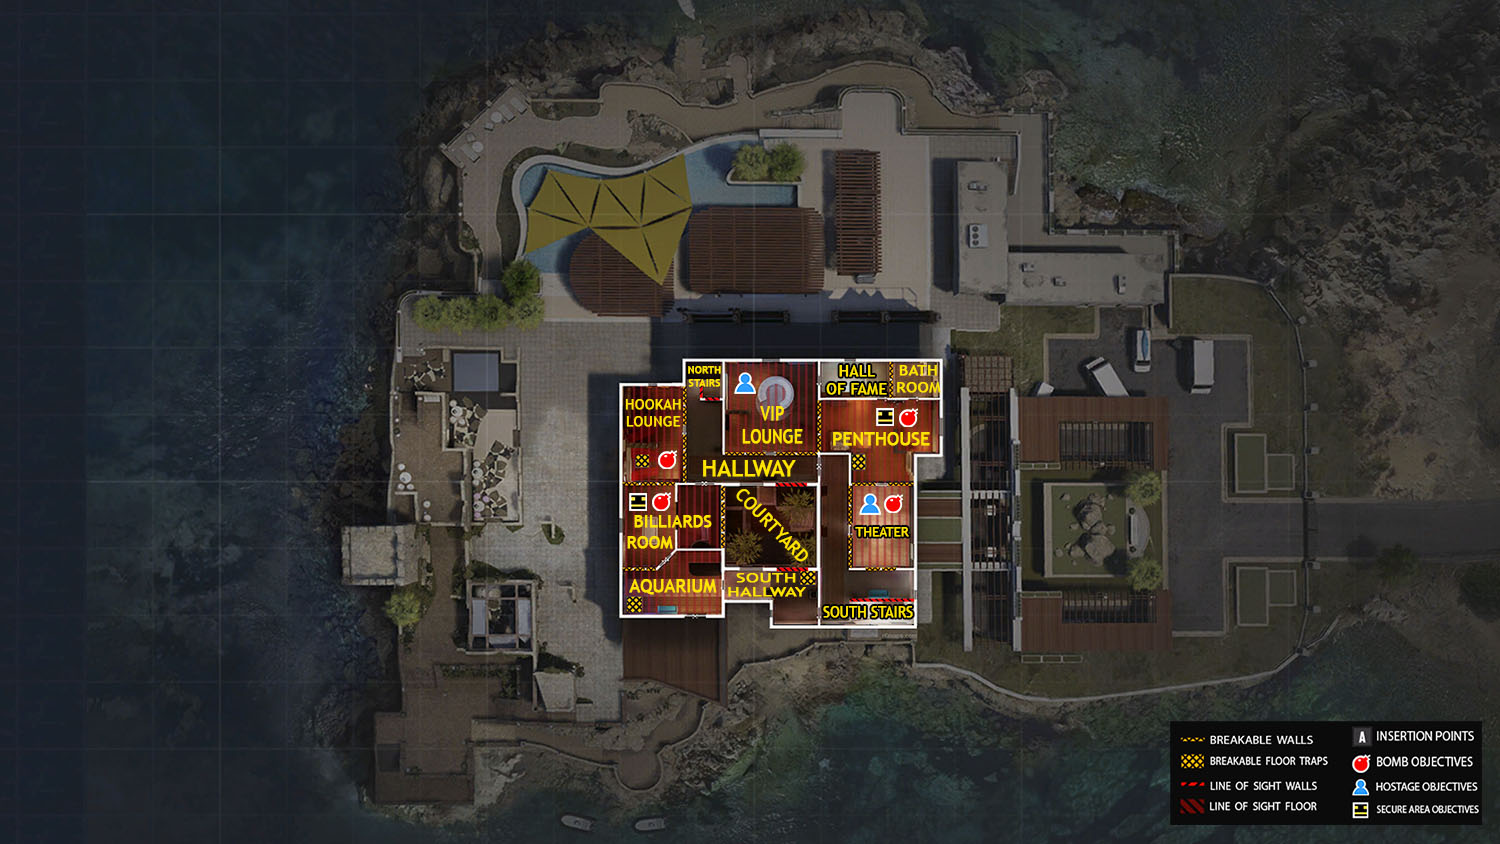 NORTH
STAIRS
HALL
OF FAME
BATH
ROOM
HOOKAH
LOUNGE
VIP
LOUNGE
PENTHOUSE
HALLWAY
COURTYARD
BILLIARDS
ROOM
THEATER
AQUARIUM
SOUTH
HALLWAY
SOUTH STAIRS
BREAKABLE WALLS
BREAKABLE FLOOR TRAPS
LINE OF SIGHT WALLS
LINE OF SIGHT FLOOR
A INSERTION POINTS
BOMB OBJECTIVES
HOSTAGE OBJECTIVES
SECURE AREA OBJECTIVES